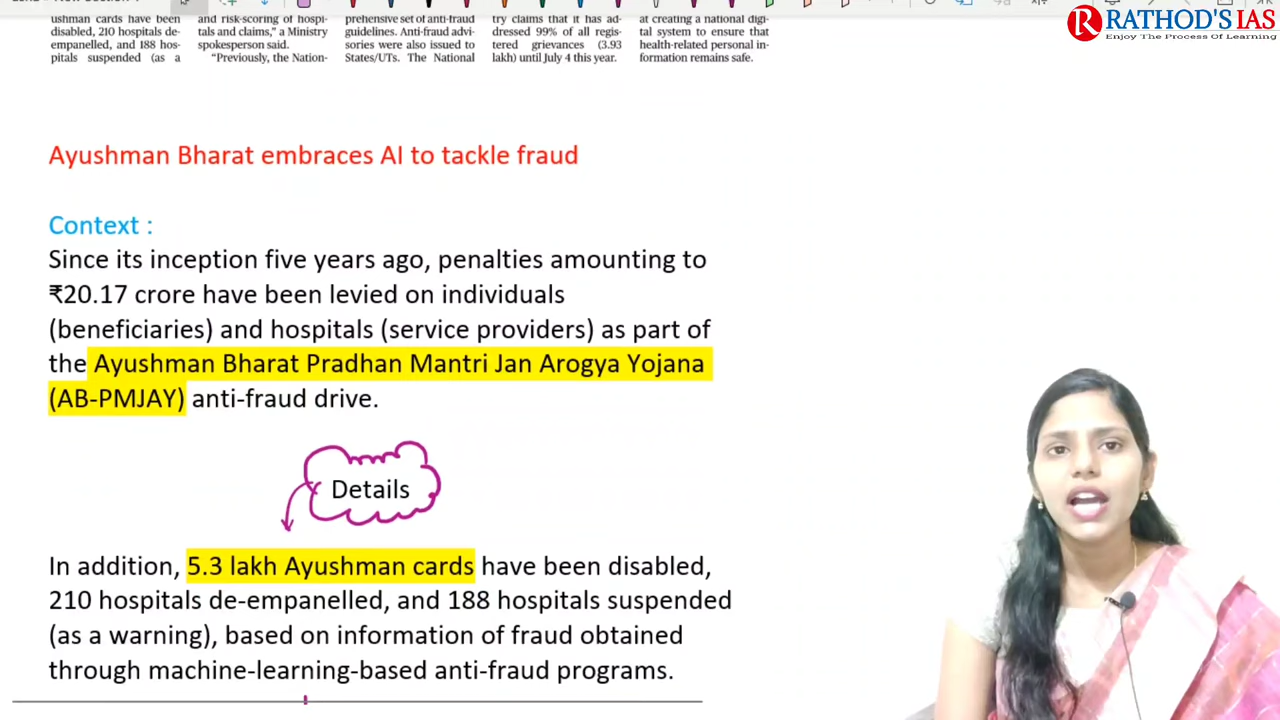 RATHOD'S IAS
Enjoy The Process Of Learning
ushman cards have been
disabled, 210 hospitals de-
empanelled, and 188 hos-
pitals suspended (as a
and risk-scoring of hospi-
tals and claims,” a Ministry
spokesperson said.
“Previously, the Nation-
prehensive set of anti-fraud
guidelines. Anti-fraud advi-
sories were also issued to
States/UTs. The National
try claims that it has ad-
dressed 99% of all regis-
tered grievances (3.93
lakh) until July 4 this year.
at creating a national digi-
tal system to ensure that
health-related personal in-
formation remains safe.
Ayushman Bharat embraces AI to tackle fraud
Context :
Since its inception five years ago, penalties amounting to
₹20.17 crore have been levied on individuals
(beneficiaries) and hospitals (service providers) as part of
the Ayushman Bharat Pradhan Mantri Jan Arogya Yojana
(AB-PMJAY) anti-fraud drive.
Details
In addition, 5.3 lakh Ayushman cards have been disabled,
210 hospitals de-empanelled, and 188 hospitals suspended
(as a warning), based on information of fraud obtained
through machine-learning-based anti-fraud programs.